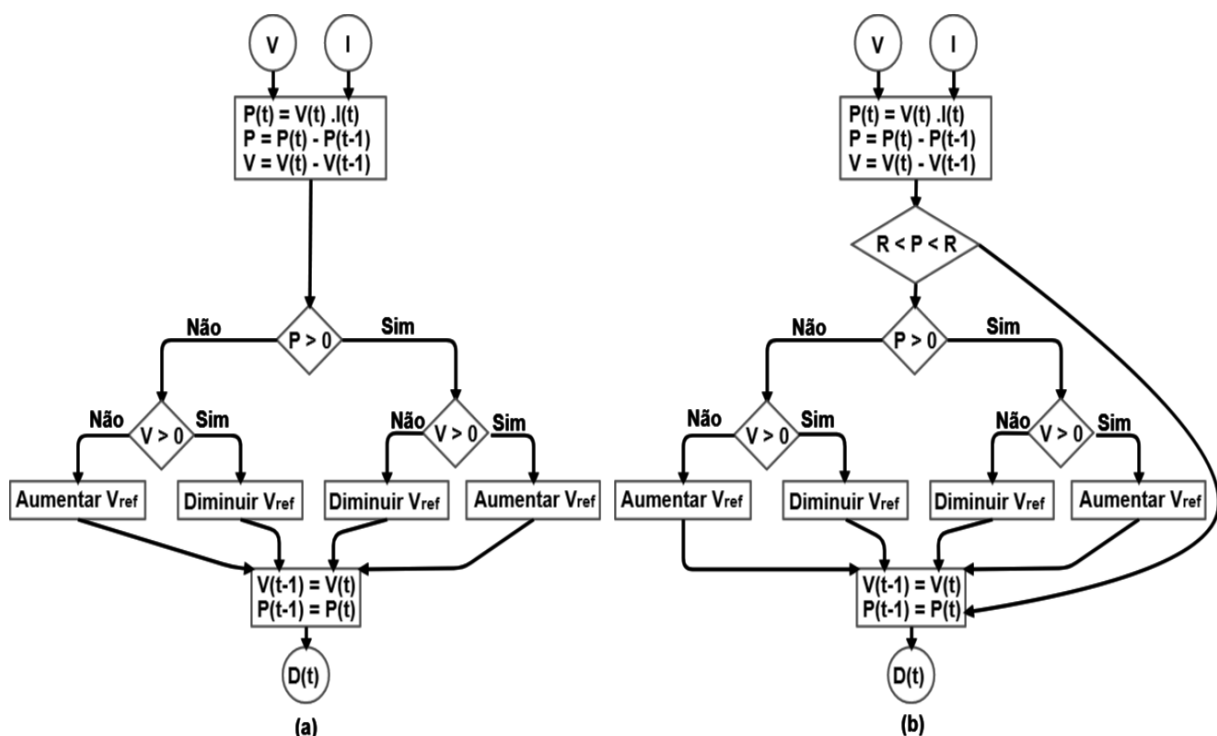 V
I
P(t) = V(t) .I(t)
P = P(t) - P(t-1)
V = V(t) - V(t-1)
P > 0
Não
Sim
V > 0
Não
Sim
V > 0
Não
Sim
Aumentar Vref
Diminuir Vref
Diminuir Vref
Aumentar Vref
V(t-1) = V(t)
P(t-1) = P(t)
D(t)
(a)
V
I
P(t) = V(t) .I(t)
P = P(t) - P(t-1)
V = V(t) - V(t-1)
R < P < R
P > 0
Não
Sim
V > 0
Não
Sim
V > 0
Não
Sim
Aumentar Vref
Diminuir Vref
Diminuir Vref
Aumentar Vref
V(t-1) = V(t)
P(t-1) = P(t)
D(t)
(b)